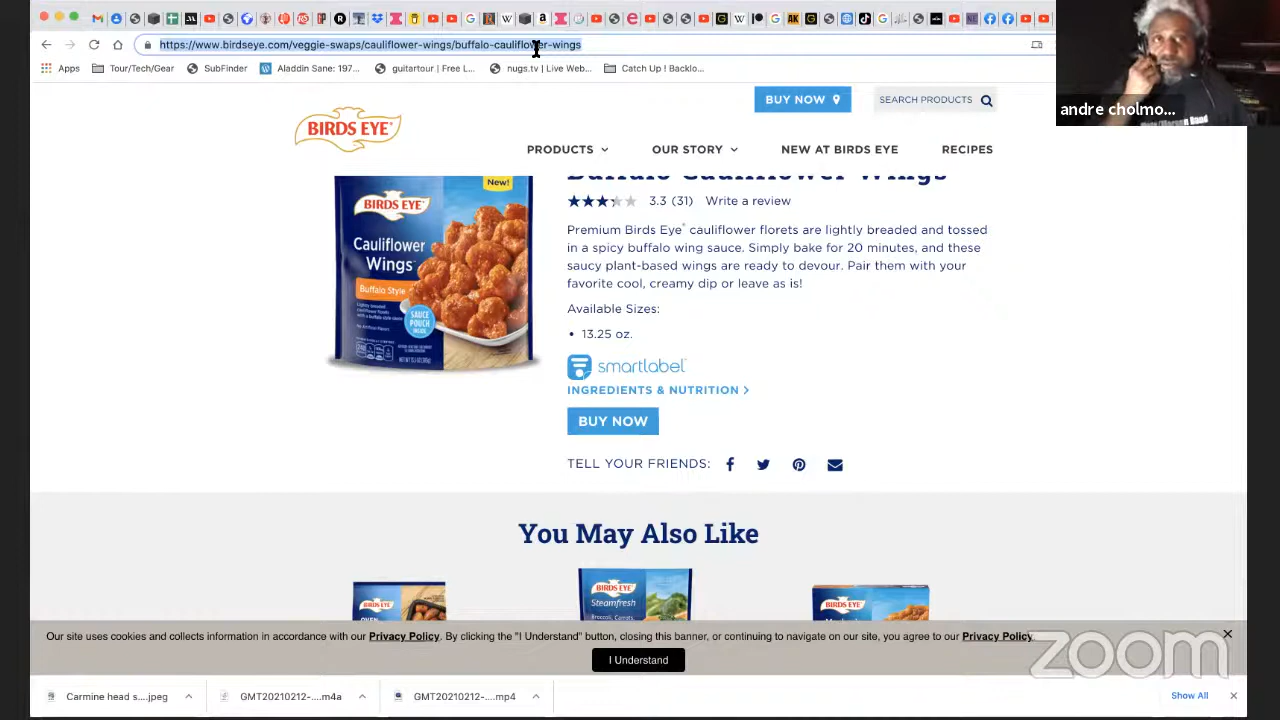 https://www.birdseye.com/veggie-swaps/cauliflower-wings/buffalo-cauliflower-wings
Apps Tour/Tech/Gear SubFinder Aladdin Sane: 197... guitartour | Free L... nugs.tv | Live Web... Catch Up ! Backlo...
andre cholmo...
BUY NOW SEARCH PRODUCTS
BIRDS EYE
PRODUCTS OUR STORY NEW AT BIRDS EYE RECIPES
Buffalo Cauliflower Wings
New!
BIRDS EYE
Cauliflower
Wings
Buffalo Style
SAUCE
POUCH
INSIDE
3.3 (31) Write a review
Premium Birds Eye® cauliflower florets are lightly breaded and tossed
in a spicy buffalo wing sauce. Simply bake for 20 minutes, and these
saucy plant-based wings are ready to devour. Pair them with your
favorite cool, creamy dip or leave as is!
Available Sizes:
• 13.25 oz.
smartlabel
INGREDIENTS & NUTRITION >
BUY NOW
TELL YOUR FRIENDS:
You May Also Like
BIRDS EYE
BIRDS EYE
Steamfresh
BIRDS EYE
Our site uses cookies and collects information in accordance with our Privacy Policy. By clicking the "I Understand" button, closing this banner, or continuing to navigate on our site, you agree to our Privacy Policy
I Understand
zoom
Carmine head s....jpeg GMT20210212-....m4a GMT20210212-....mp4 Show All